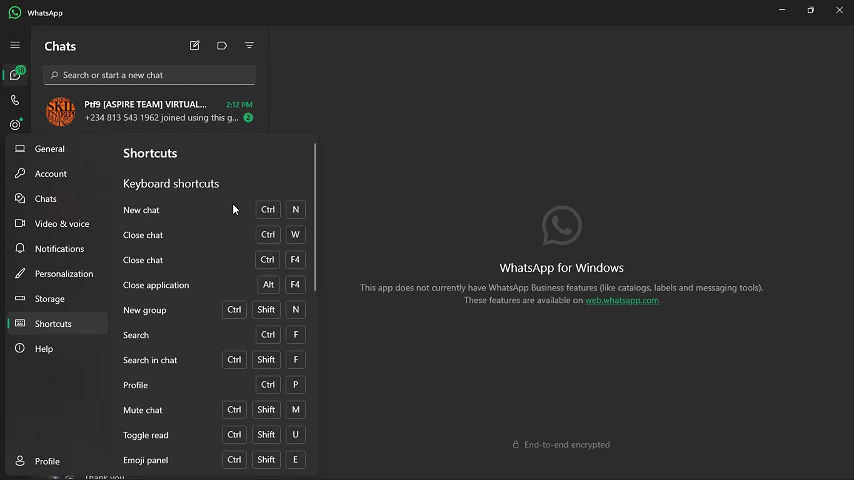 WhatsApp
Chats
Search or start a new chat
Ptf9 [ASPIRE TEAM] VIRTUAL... 2:12 PM
+234 813 543 1962 joined using this g... 2
General
Account
Chats
Video & voice
Notifications
Personalization
Storage
Shortcuts
Help
Profile
Shortcuts
Keyboard shortcuts
New chat Ctrl N
Close chat Ctrl W
Close chat Ctrl F4
Close application Alt F4
New group Ctrl Shift N
Search Ctrl F
Search in chat Ctrl Shift F
Profile Ctrl P
Mute chat Ctrl Shift M
Toggle read Ctrl Shift U
Emoji panel Ctrl Shift E
Thank you
WhatsApp for Windows
This app does not currently have WhatsApp Business features (like catalogs, labels and messaging tools).
These features are available on web.whatsapp.com
End-to-end encrypted